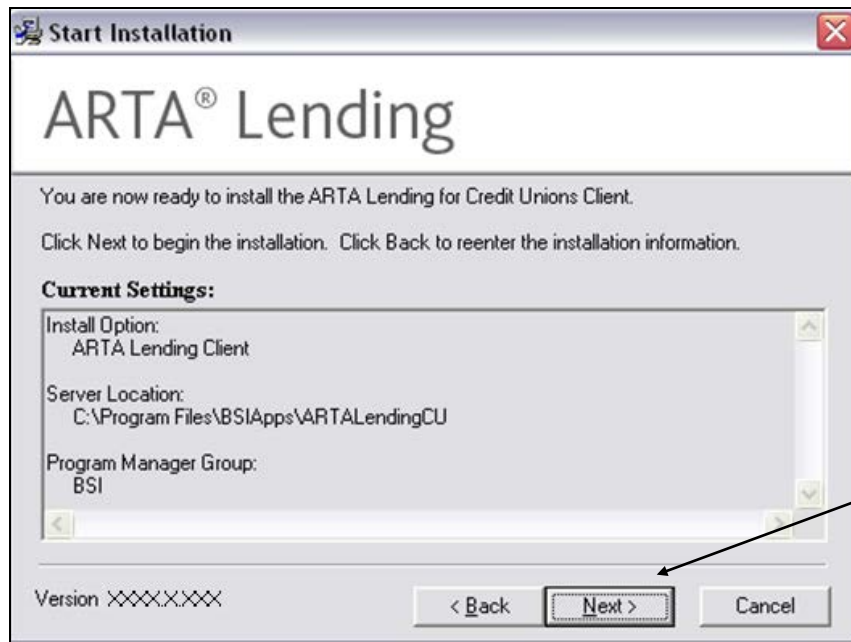 Start Installation
ARTA® Lending
You are now ready to install the ARTA Lending for Credit Unions Client.
Click Next to begin the installation. Click Back to reenter the installation information.
Current Settings:
Install Option:
ARTA Lending Client
Server Location:
C:\Program Files\BSIApps\ARTALendingCU
Program Manager Group:
BSI
Version XXXX.X.XXX
< Back
Next >
Cancel